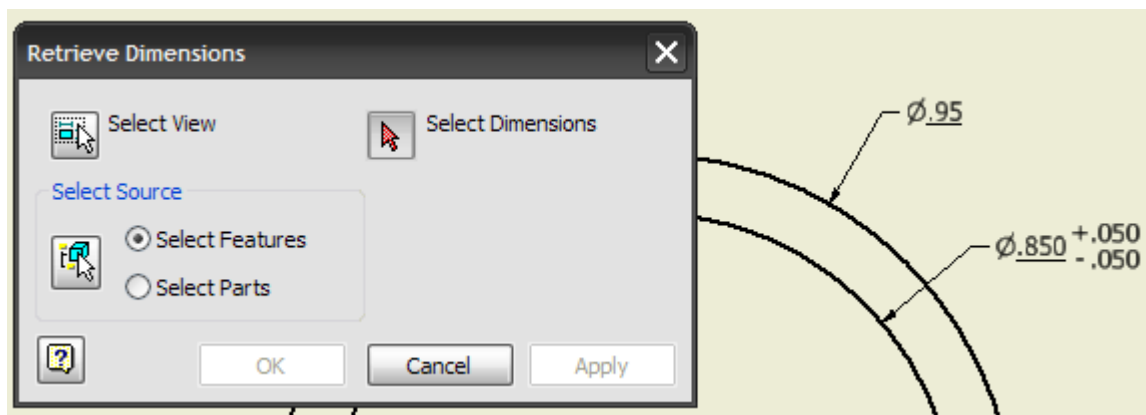 Retrieve Dimensions
Select View
Select Dimensions
Select Source
Select Features
Select Parts
?
OK
Cancel
Apply
Ø.95
Ø.850 +.050
- .050